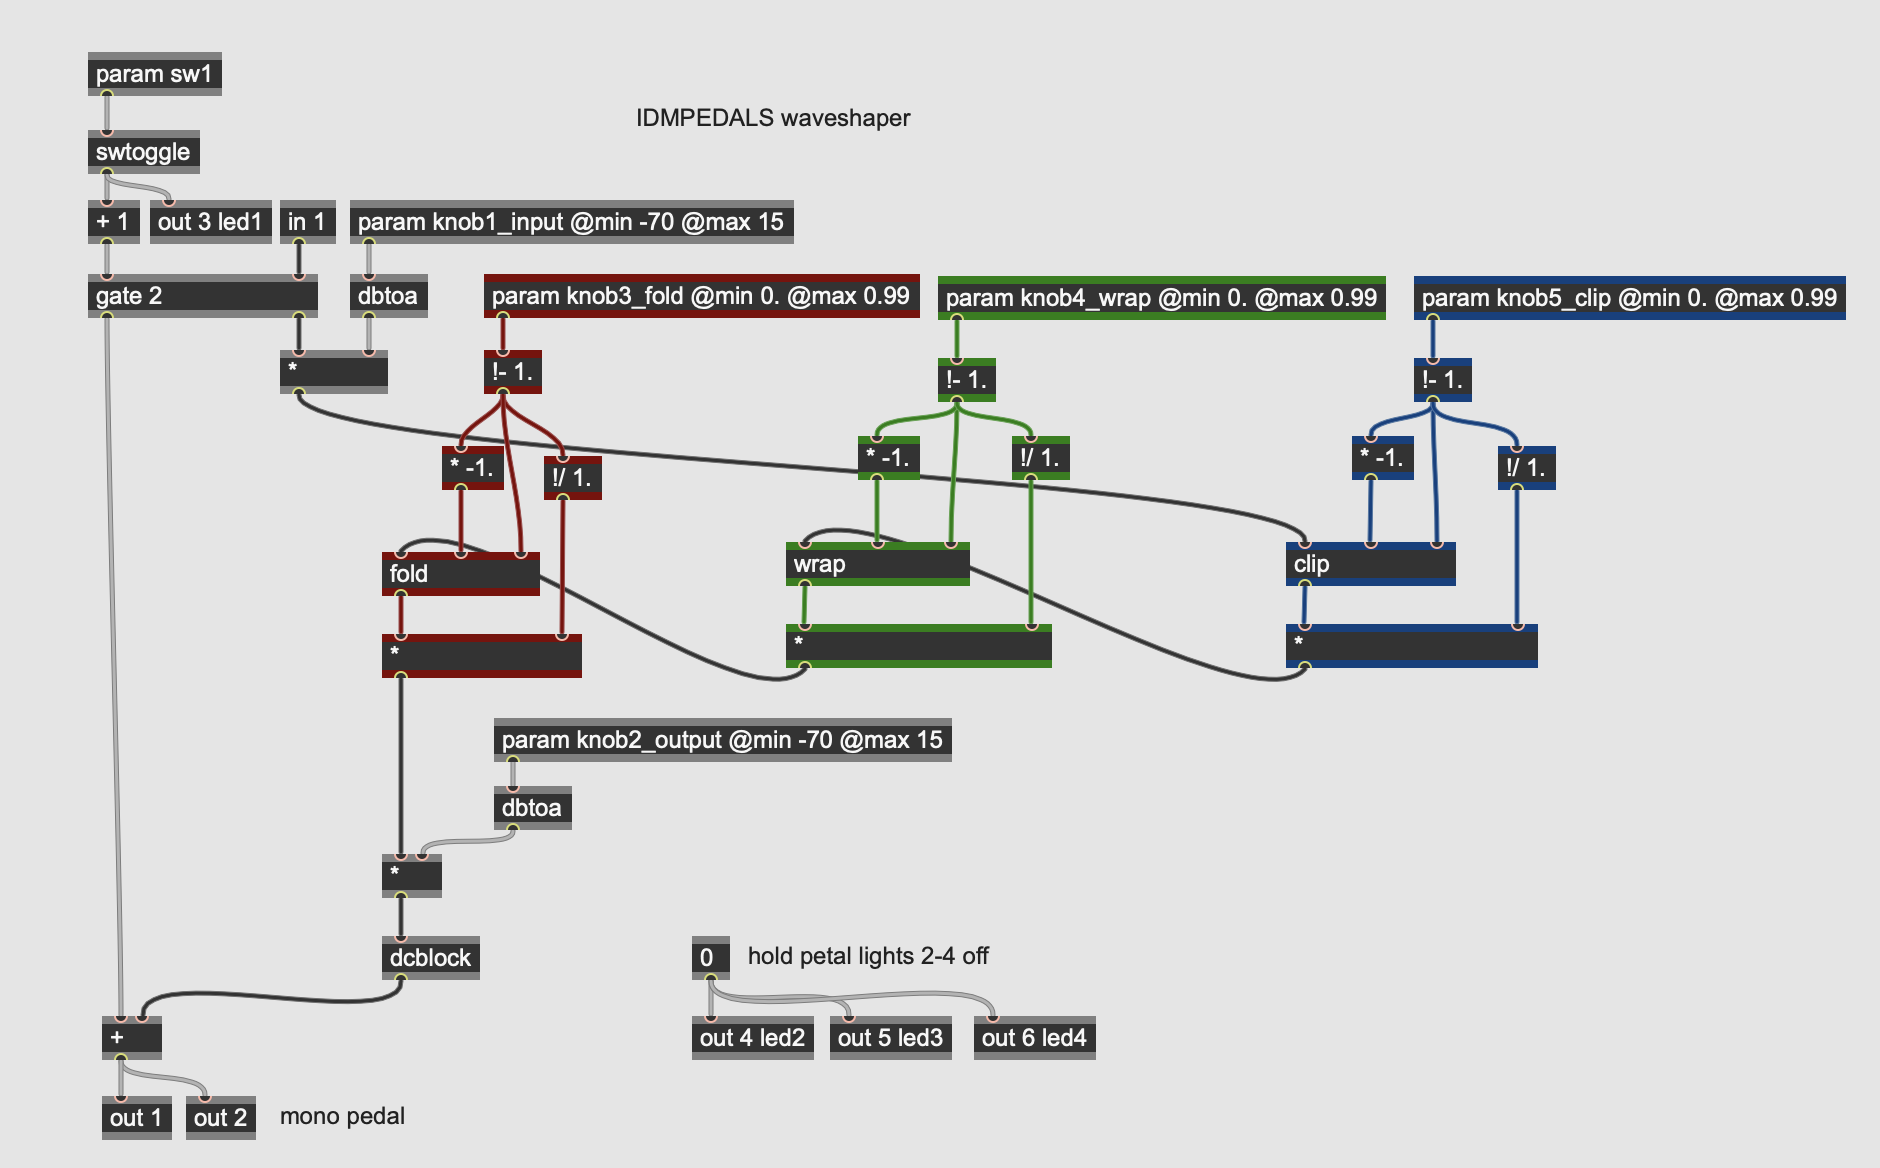 param sw1
IDMPEDALS waveshaper
swtoggle
+ 1
out 3 led1
in 1
param knob1_input @min -70 @max 15
gate 2
dbtoa
param knob3_fold @min 0. @max 0.99
param knob4_wrap @min 0. @max 0.99
param knob5_clip @min 0. @max 0.99
*
!- 1.
!- 1.
!- 1.
* -1.
!/ 1.
* -1.
!/ 1.
* -1.
!/ 1.
fold
wrap
clip
*
*
*
param knob2_output @min -70 @max 15
dbtoa
*
dcblock
0
hold petal lights 2-4 off
+
out 4 led2
out 5 led3
out 6 led4
out 1
out 2
mono pedal